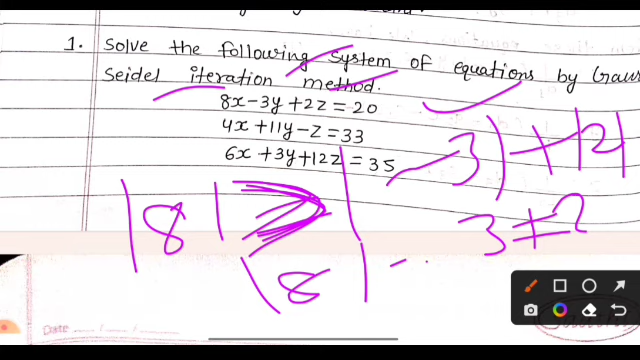 1. Solve the following system of equations by Gaus
Seidel iteration method.
8x-3y+2z=20
4x+11y-z=33
6x+3y+12z=35
|8| > |-3|+|2|
|8| 3+2
Date